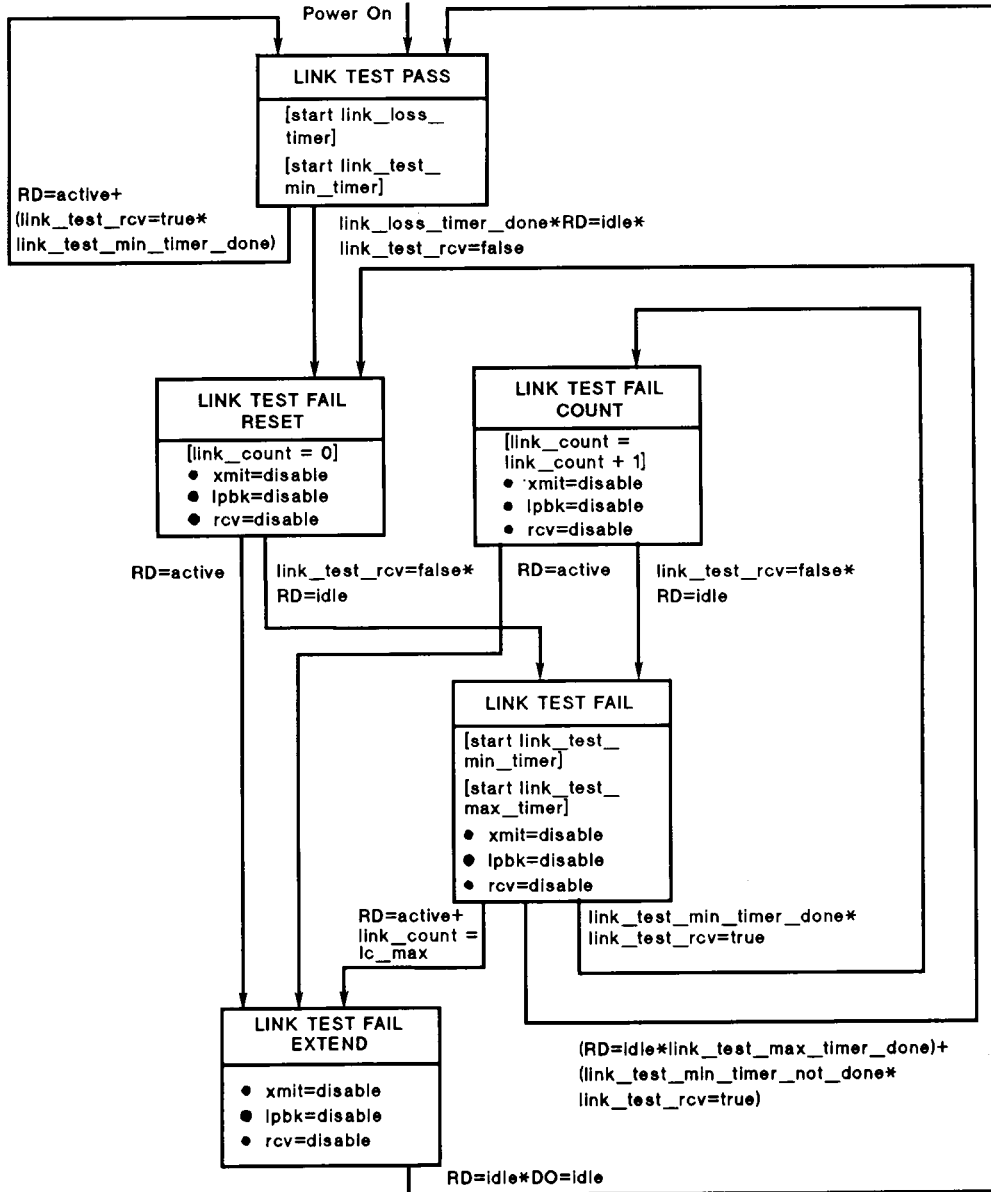 Power On
LINK TEST PASS
[start link_loss_
timer]
[start link_test_
min_timer]
RD=active+
(link_test_rcv=true*
link_test_min_timer_done)
link_loss_timer_done*RD=idle*
link_test_rcv=false
LINK TEST FAIL
RESET
[link_count = 0]
● xmit=disable
● lpbk=disable
● rcv=disable
LINK TEST FAIL
COUNT
[link_count =
link_count + 1]
● xmit=disable
● lpbk=disable
● rcv=disable
RD=active
link_test_rcv=false*
RD=idle
RD=active
link_test_rcv=false*
RD=idle
LINK TEST FAIL
[start link_test_
min_timer]
[start link_test_
max_timer]
● xmit=disable
● lpbk=disable
● rcv=disable
RD=active+
link_count =
lc_max
link_test_min_timer_done*
link_test_rcv=true
LINK TEST FAIL
EXTEND
● xmit=disable
● lpbk=disable
● rcv=disable
(RD=idle*link_test_max_timer_done)+
(link_test_min_timer_not_done*
link_test_rcv=true)
RD=idle*DO=idle